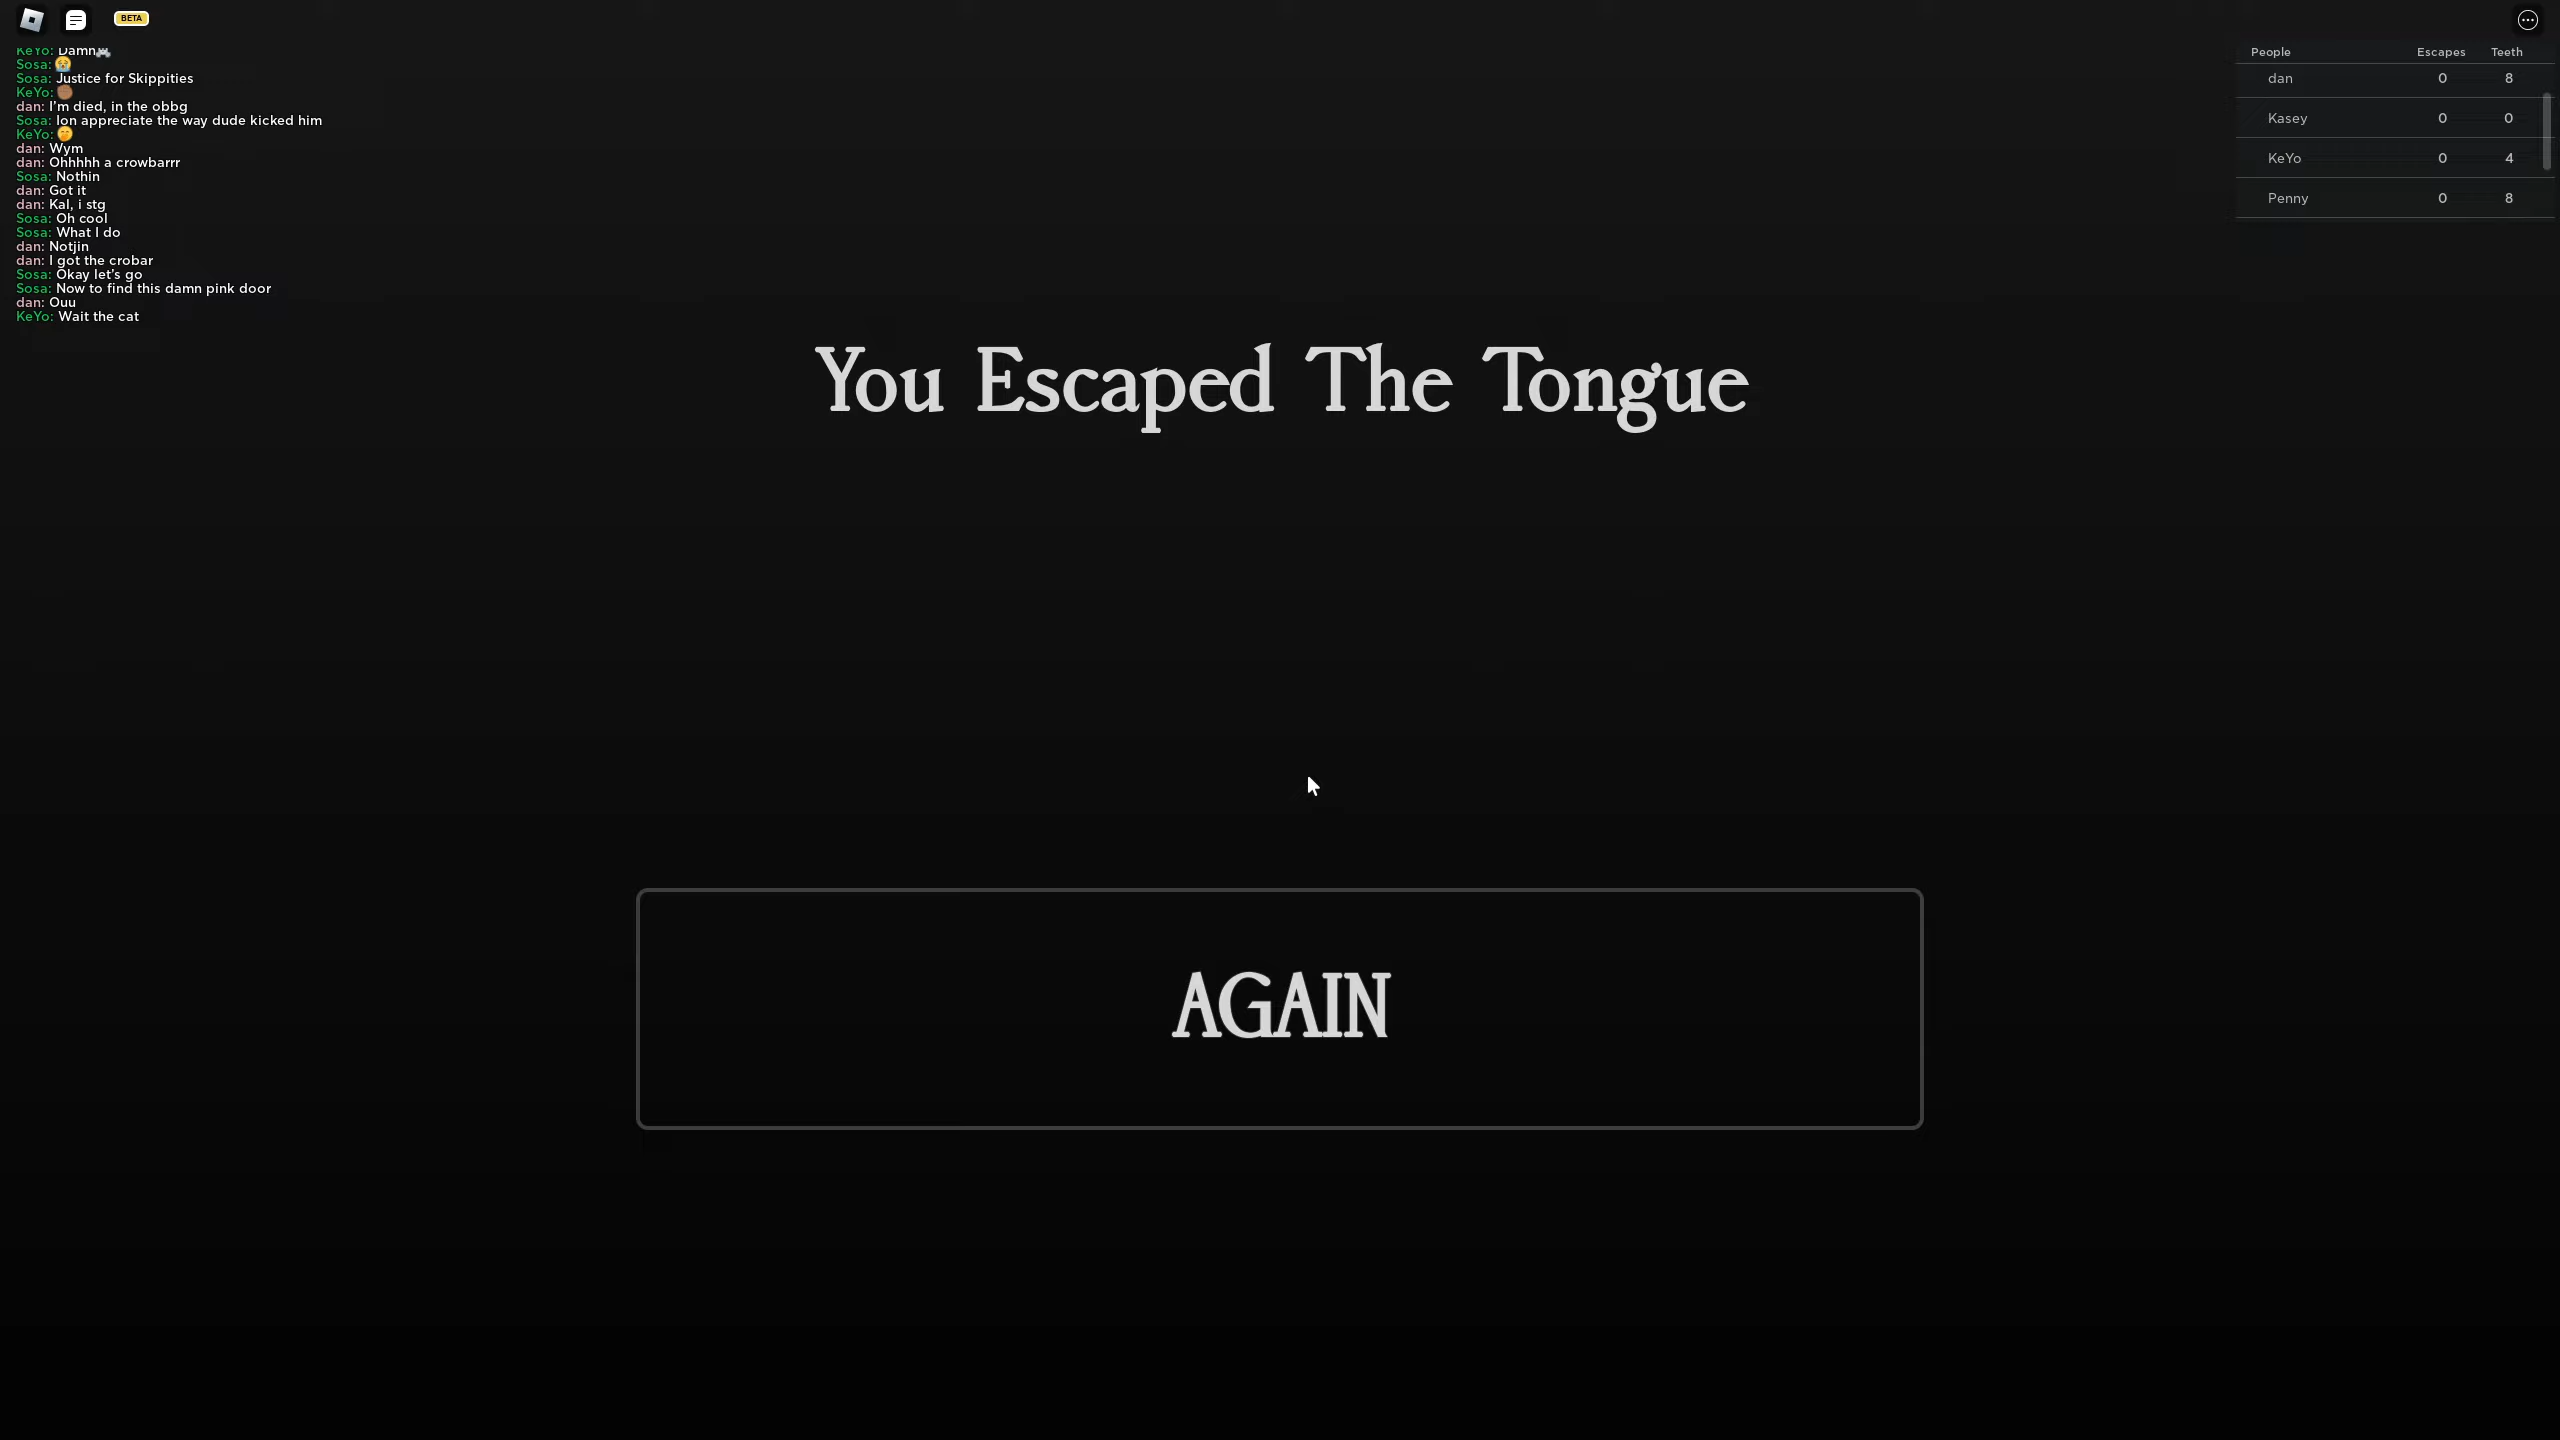 BETA
KeYo: Damn🎮
Sosa: 😭
Sosa: Justice for Skippities
KeYo: ✊🏽
dan: I'm died, in the obbg
Sosa: Ion appreciate the way dude kicked him
KeYo: 🤭
dan: Wym
dan: Ohhhhh a crowbarrr
Sosa: Nothin
dan: Got it
dan: Kal, i stg
Sosa: Oh cool
Sosa: What I do
dan: Notjin
dan: I got the crobar
Sosa: Okay let's go
Sosa: Now to find this damn pink door
dan: Ouu
KeYo: Wait the cat
People Escapes Teeth
dan 0 8
Kasey 0 0
KeYo 0 4
Penny 0 8
You Escaped The Tongue
AGAIN